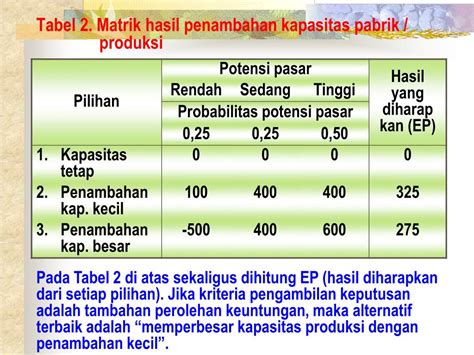 Tabel 2. Matrik hasil penambahan kapasitas pabrik /
produksi
Pilihan
Potensi pasar
Rendah Sedang Tinggi
Probabilitas potensi pasar
0,25 0,25 0,50
Hasil
yang
diharap
kan (EP)
1. Kapasitas
tetap
0 0 0 0
2. Penambahan
kap. kecil
100 400 400 325
3. Penambahan
kap. besar
-500 400 600 275
Pada Tabel 2 di atas sekaligus dihitung EP (hasil diharapkan
dari setiap pilihan). Jika kriteria pengambilan keputusan
adalah tambahan perolehan keuntungan, maka alternatif
terbaik adalah “memperbesar kapasitas produksi dengan
penambahan kecil”.